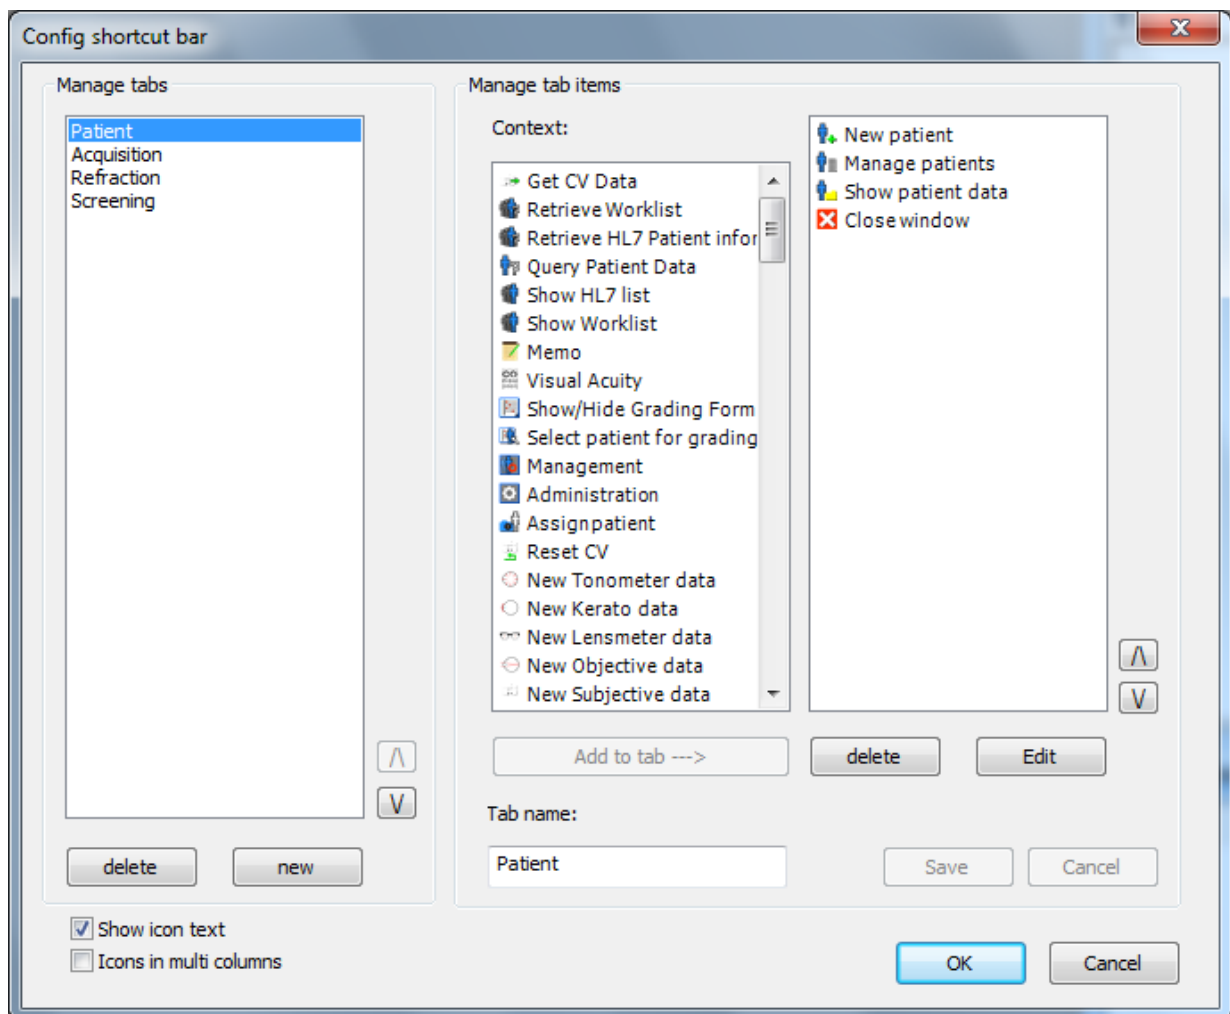 Config shortcut bar
X
Manage tabs
Patient
Acquisition
Refraction
Screening
/\
\/
delete
new
Manage tab items
Context:
Get CV Data
Retrieve Worklist
Retrieve HL7 Patient infor
Query Patient Data
Show HL7 list
Show Worklist
Memo
Visual Acuity
Show/Hide Grading Form
Select patient for grading
Management
Administration
Assignpatient
Reset CV
New Tonometer data
New Kerato data
New Lensmeter data
New Objective data
New Subjective data
New patient
Manage patients
Show patient data
Close window
/\
\/
Add to tab --->
delete
Edit
Tab name:
Patient
Save
Cancel
Show icon text
Icons in multi columns
OK
Cancel